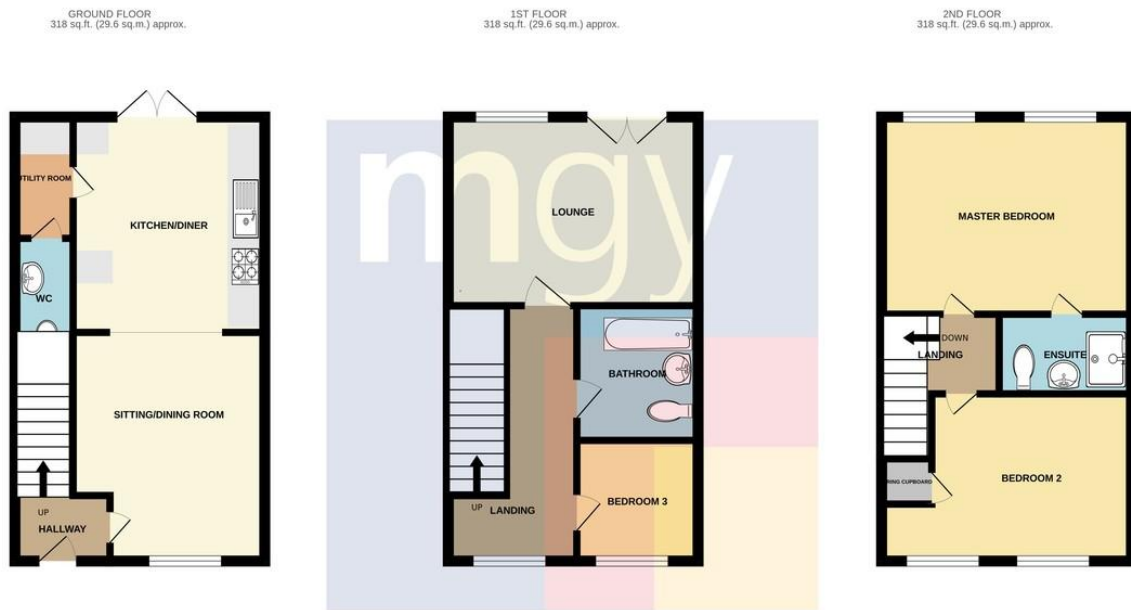 GROUND FLOOR
318 sq.ft. (29.6 sq.m.) approx.
UTILITY ROOM
KITCHEN/DINER
WC
SITTING/DINING ROOM
UP
HALLWAY
1ST FLOOR
318 sq.ft. (29.6 sq.m.) approx.
mgy
LOUNGE
BATHROOM
BEDROOM 3
UP
LANDING
2ND FLOOR
318 sq.ft. (29.6 sq.m.) approx.
MASTER BEDROOM
DOWN
LANDING
ENSUITE
BEDROOM 2
CUPBOARD